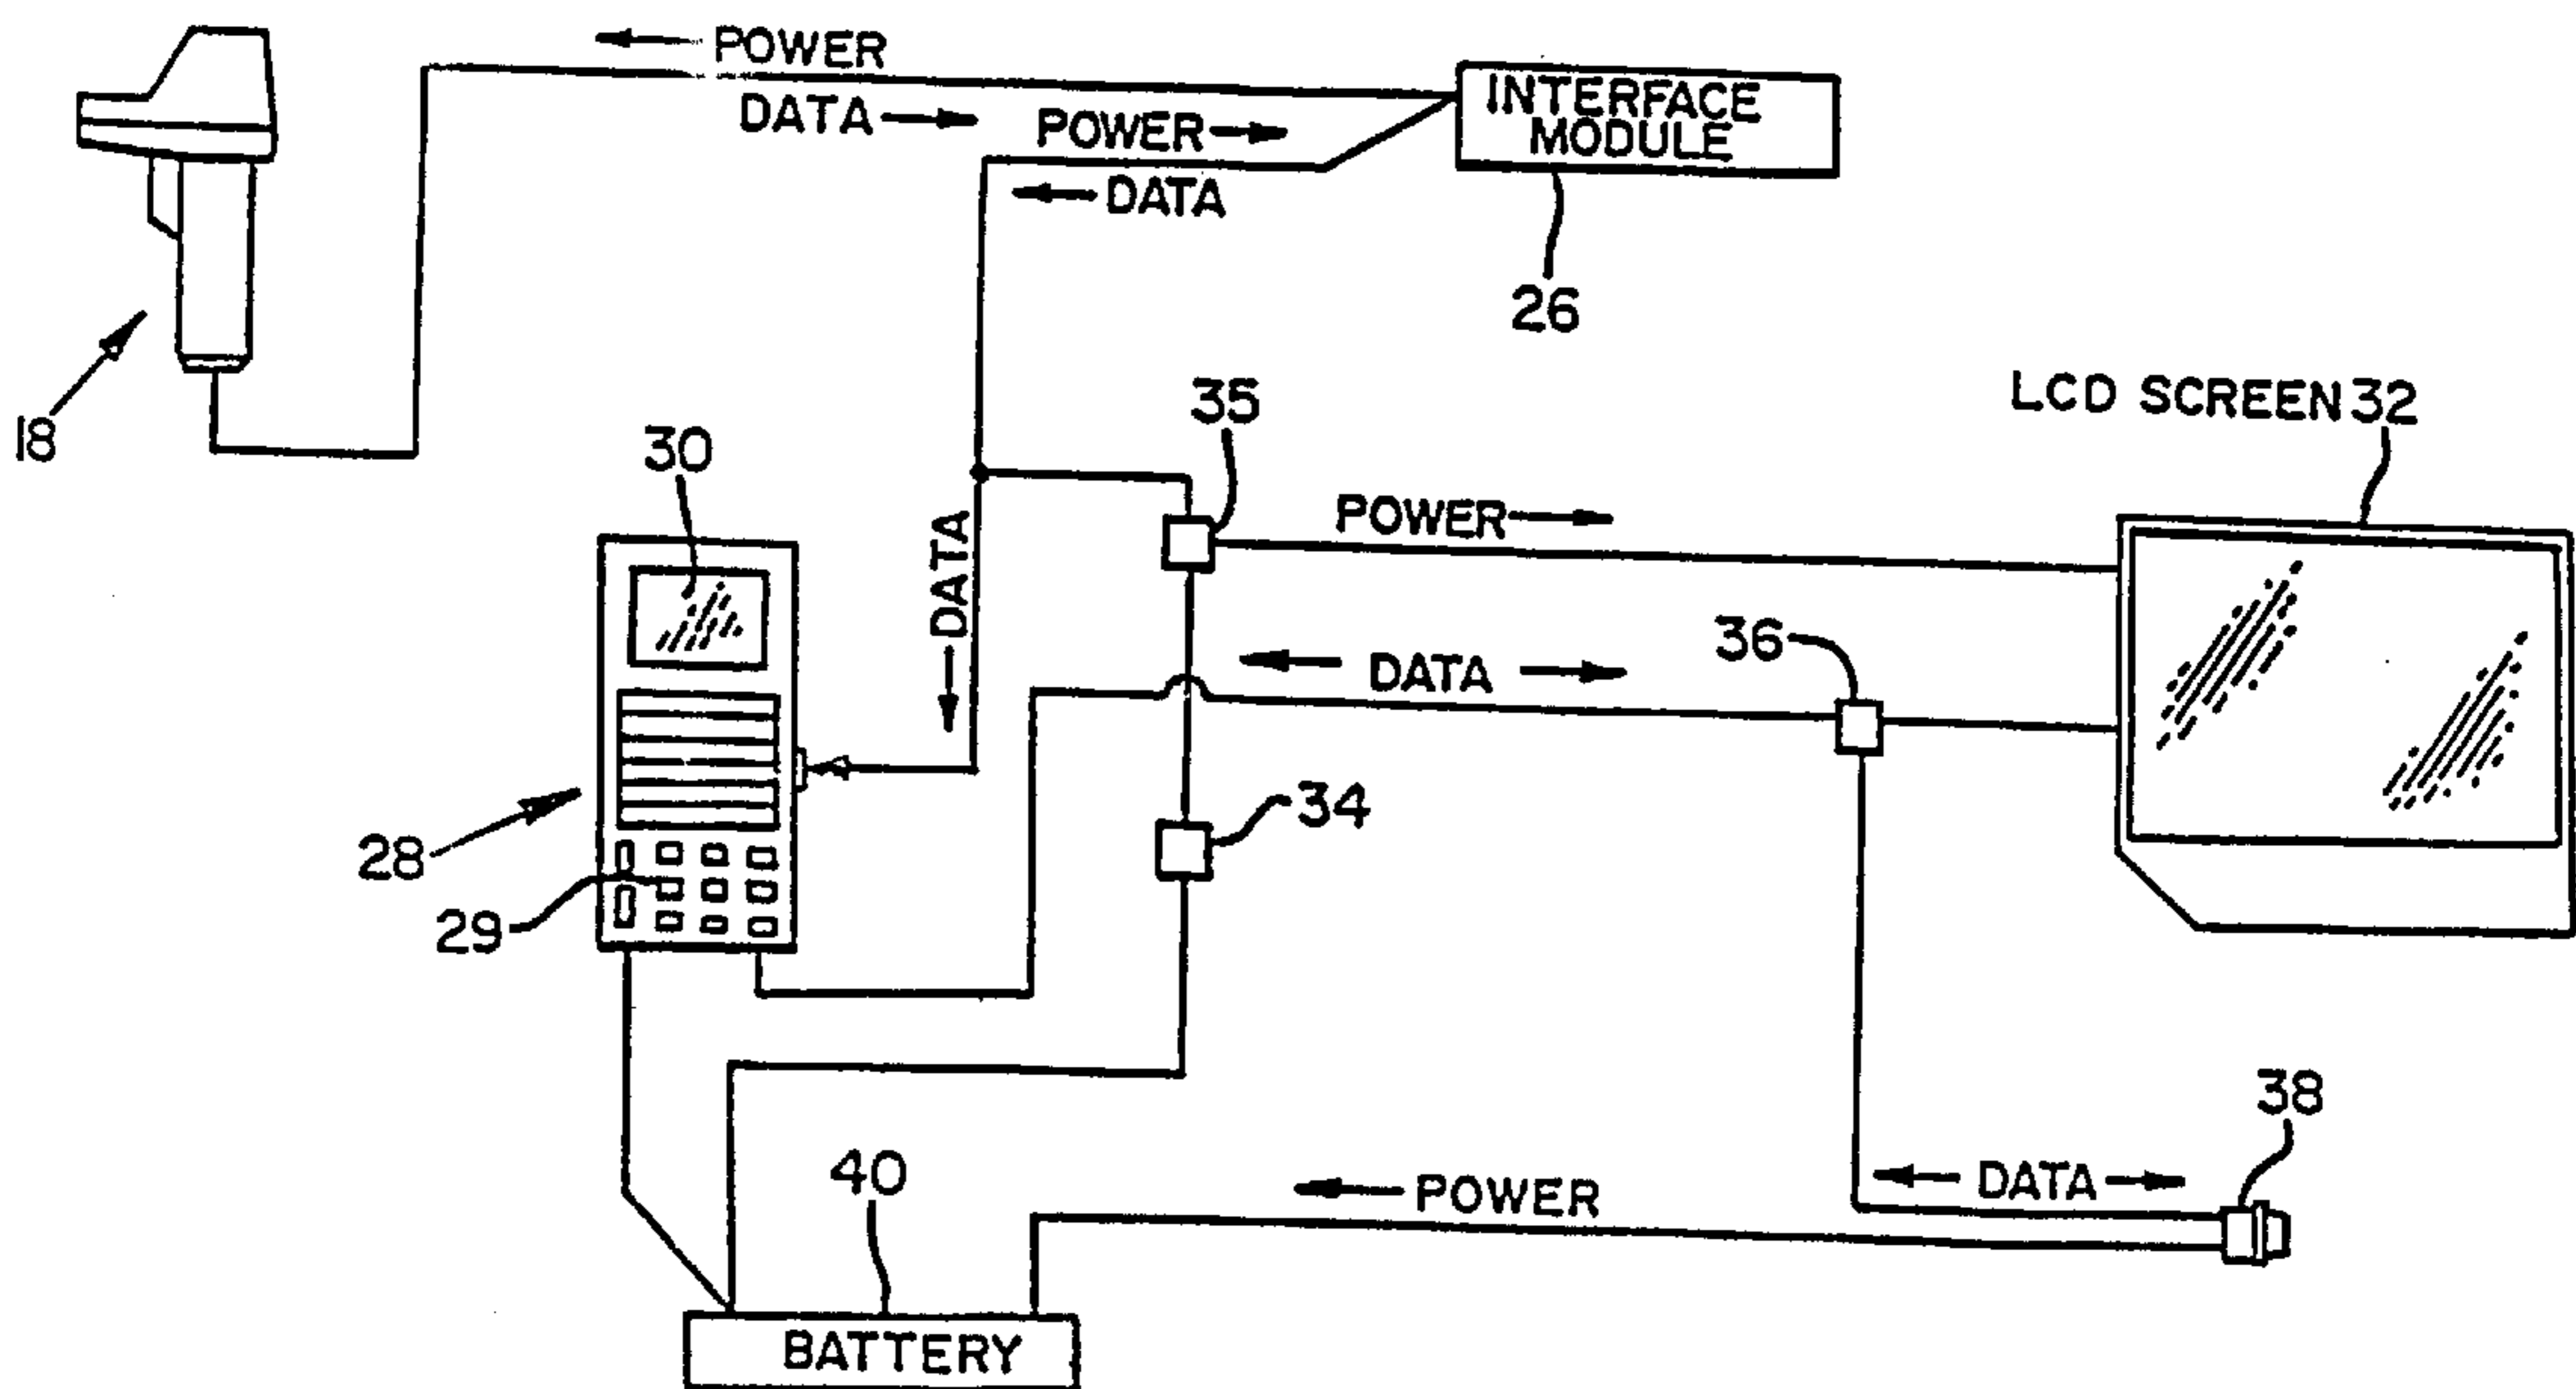 POWER
DATA
POWER
DATA
INTERFACE
MODULE
26
18
30
35
LCD SCREEN 32
POWER
DATA
36
DATA
34
28
29
38
DATA
40
POWER
BATTERY